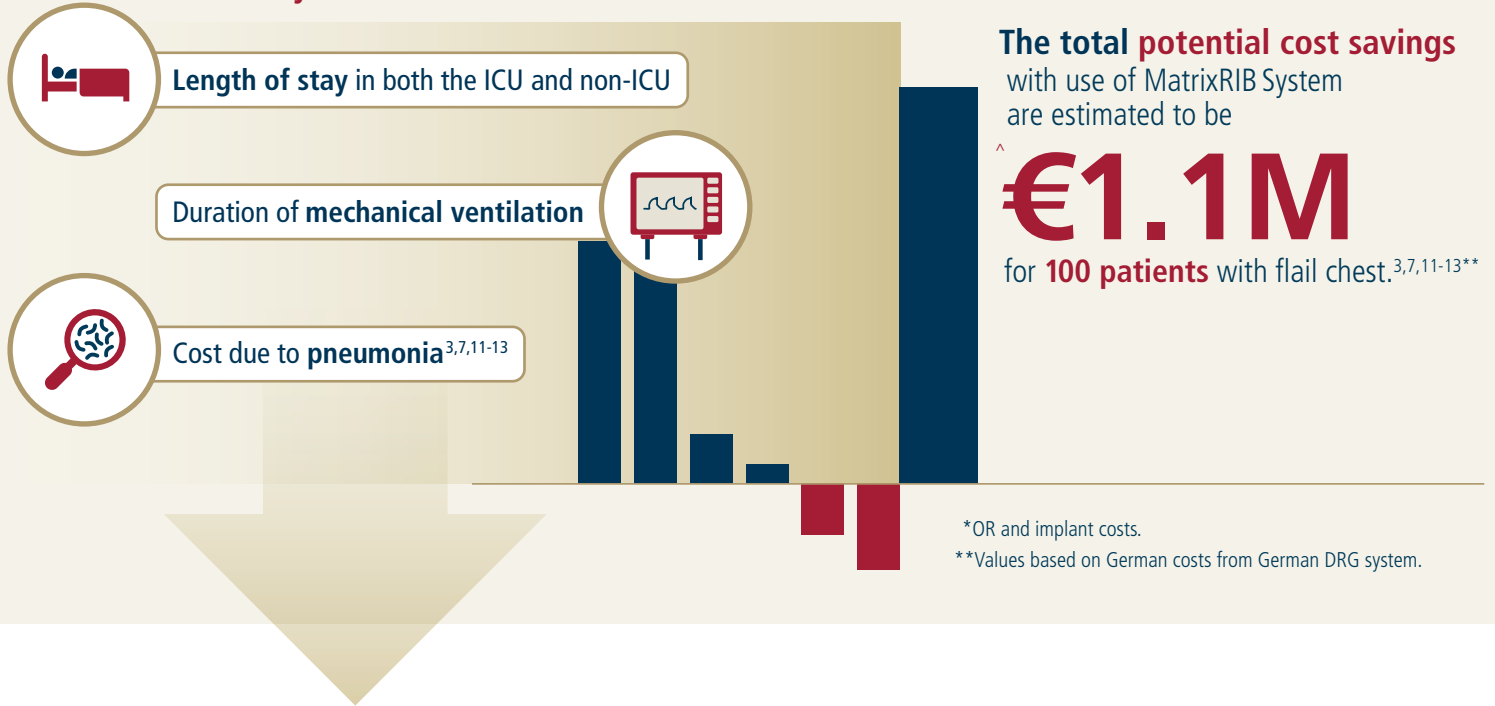 Length of stay in both the ICU and non-ICU
Duration of mechanical ventilation
Cost due to pneumonia3,7,11-13
The total potential cost savings
with use of MatrixRIB System
are estimated to be
^€1.1M
for 100 patients with flail chest.3,7,11-13**
*OR and implant costs.
**Values based on German costs from German DRG system.